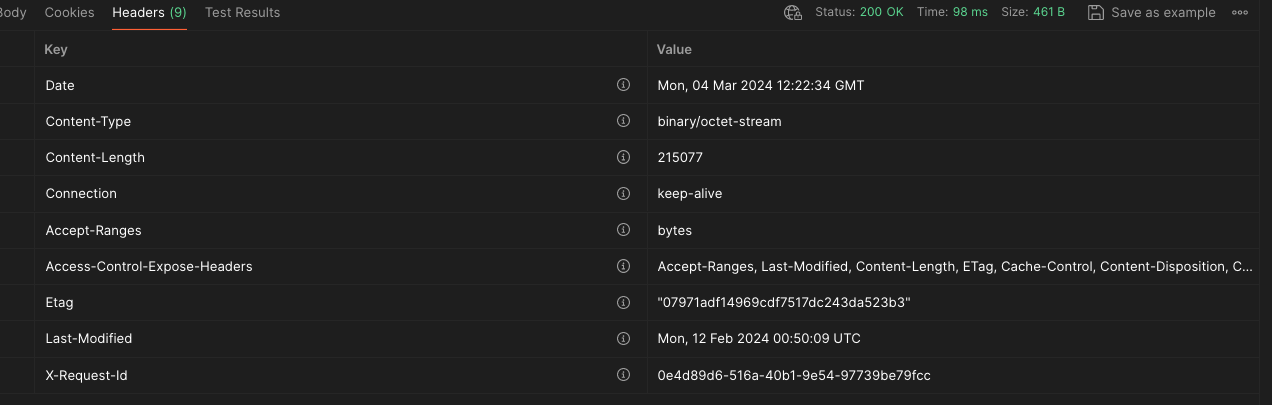 Body Cookies Headers (9) Test Results Status: 200 OK Time: 98 ms Size: 461 B Save as example
Key Value
Date Mon, 04 Mar 2024 12:22:34 GMT
Content-Type binary/octet-stream
Content-Length 215077
Connection keep-alive
Accept-Ranges bytes
Access-Control-Expose-Headers Accept-Ranges, Last-Modified, Content-Length, ETag, Cache-Control, Content-Disposition, C...
Etag "07971adf14969cdf7517dc243da523b3"
Last-Modified Mon, 12 Feb 2024 00:50:09 UTC
X-Request-Id 0e4d89d6-516a-40b1-9e54-97739be79fcc